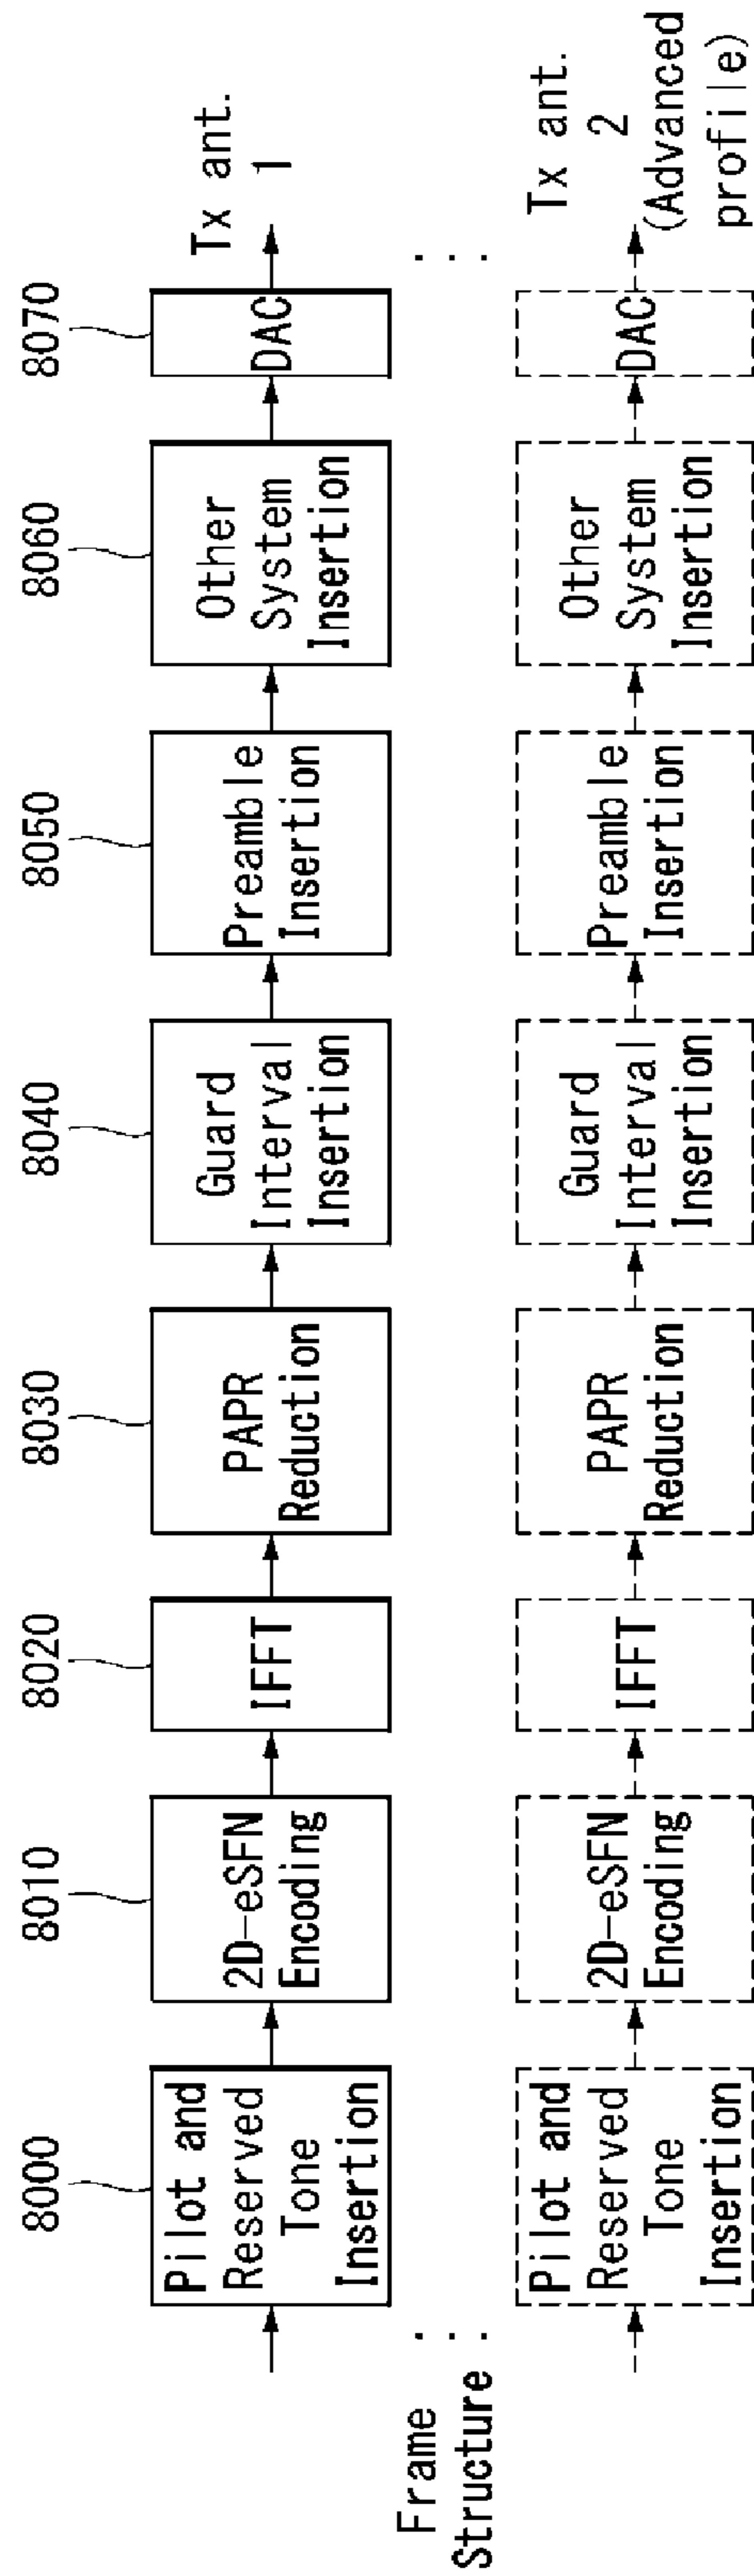 8000
8010
8020
8030
8040
8050
8060
8070
Pilot and
Reserved
Tone
Insertion
2D-eSFN
Encoding
IFFT
PAPR
Reduction
Guard
Interval
Insertion
Preamble
Insertion
Other
System
Insertion
DAC
Tx ant.
1
Frame
Structure
...
...
Pilot and
Reserved
Tone
Insertion
2D-eSFN
Encoding
IFFT
PAPR
Reduction
Guard
Interval
Insertion
Preamble
Insertion
Other
System
Insertion
DAC
Tx ant.
2
(Advanced
profile)